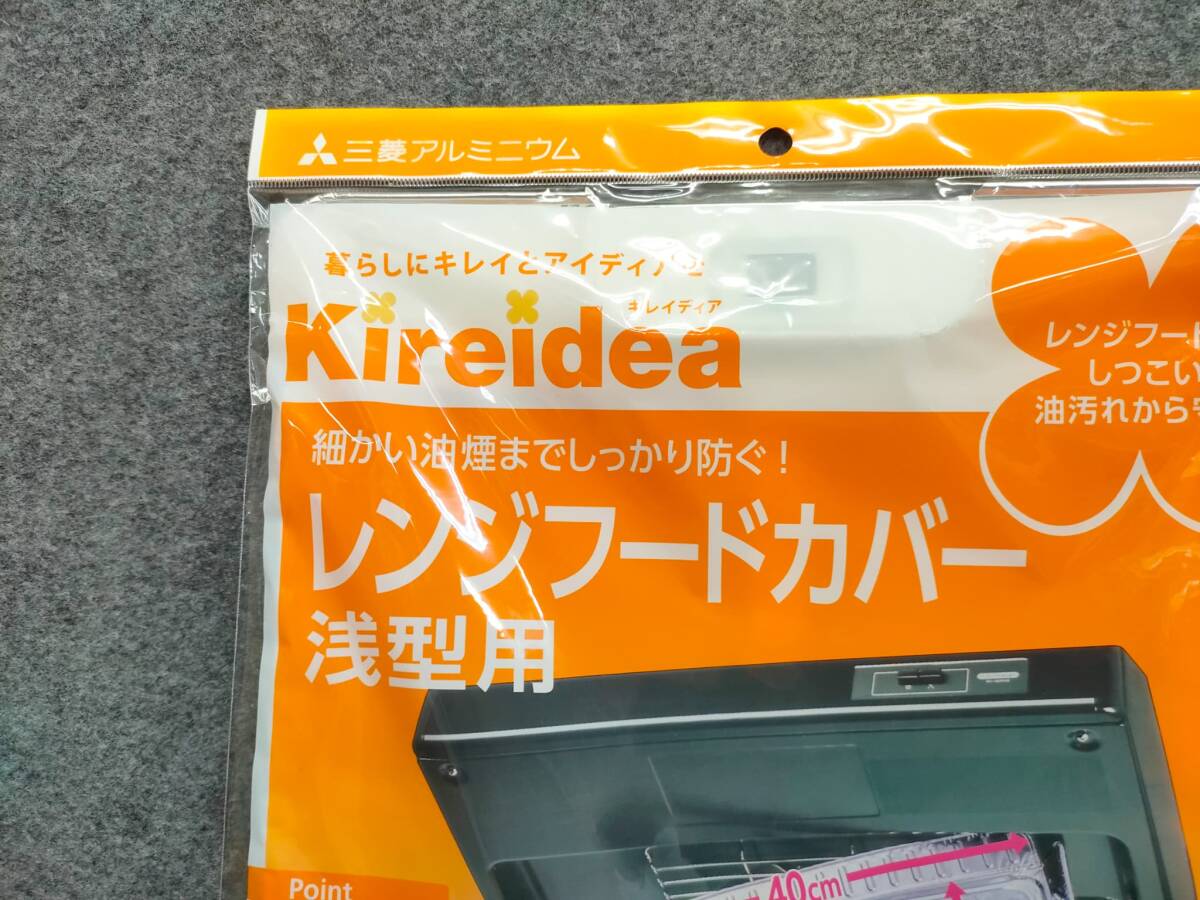 三菱アルミニウム
暮らしにキレイとアイディアを
キレイディア
Kireidea
レンジフード
しつこい
油汚れから
細かい油煙までしっかり防ぐ!
レンジフードカバー
浅型用
40cm
Point